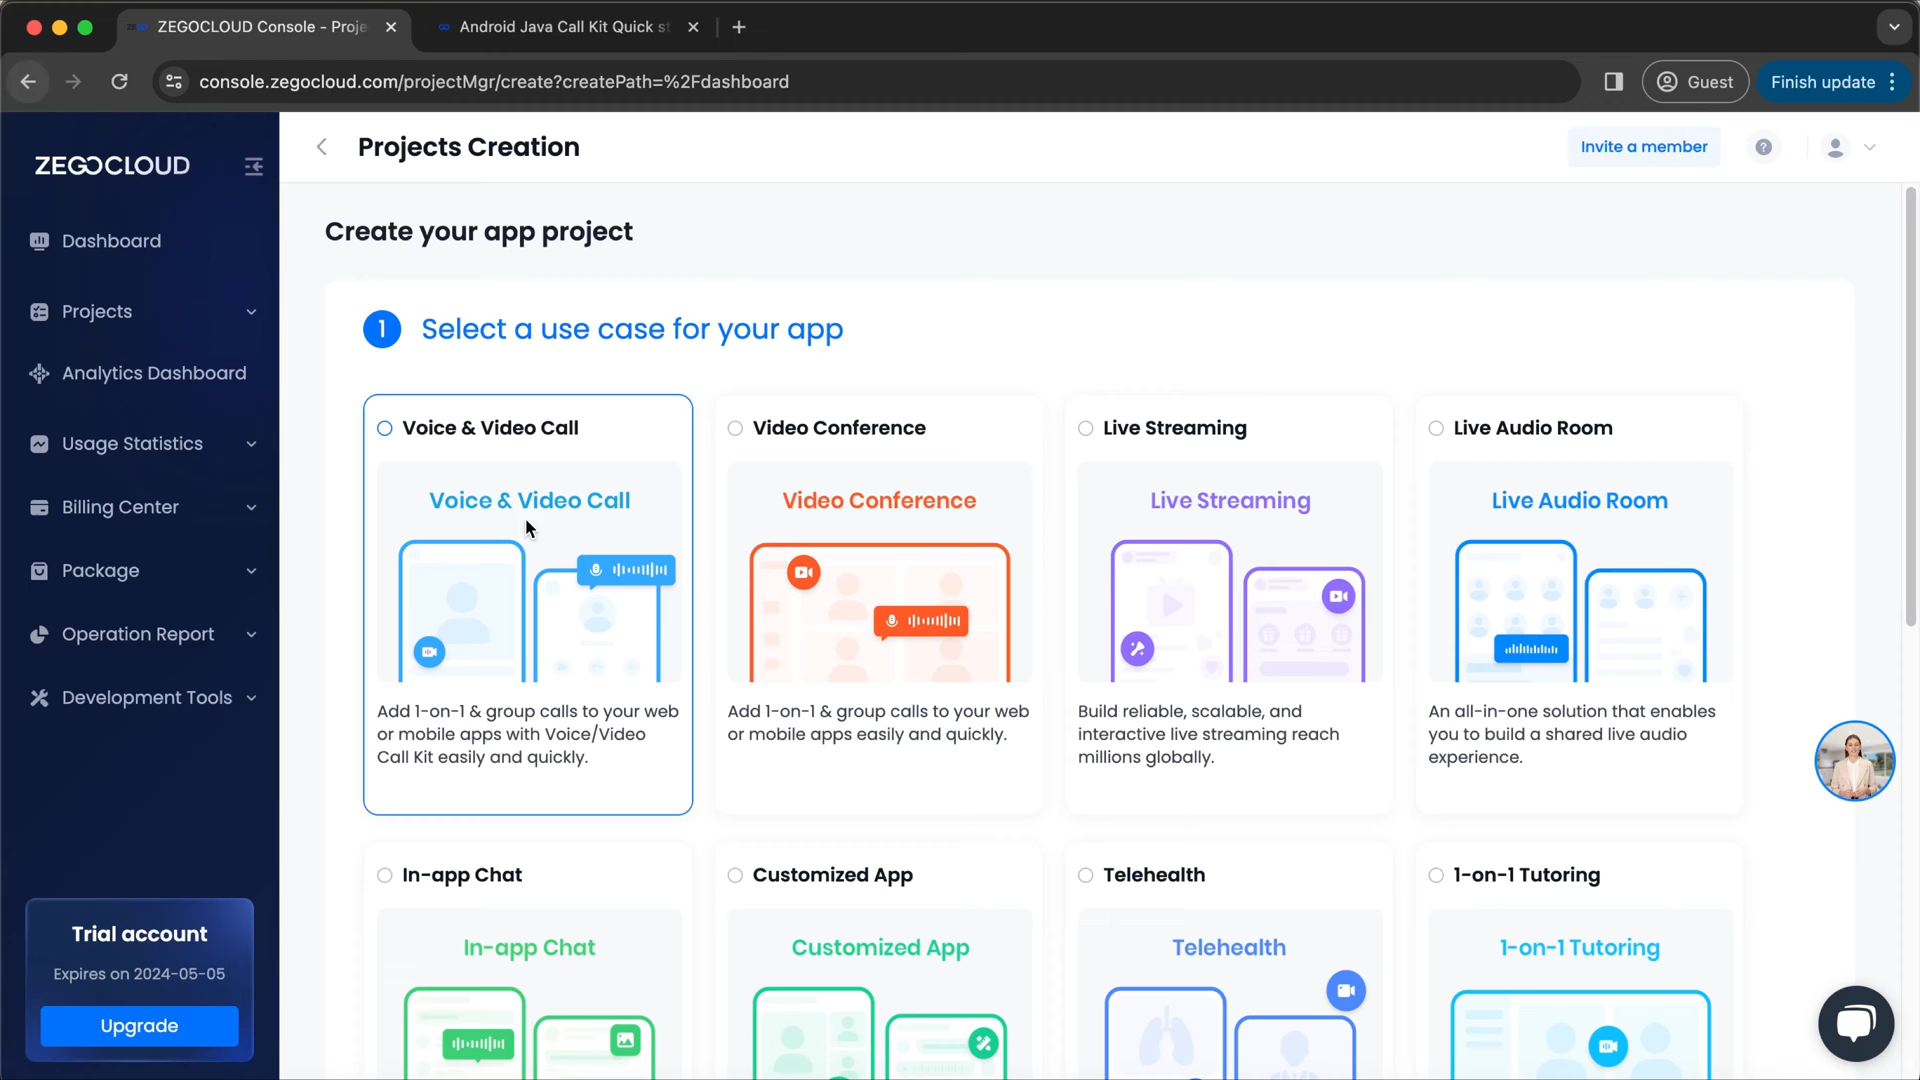 ZEGOCLOUD Console - Proje
Android Java Call Kit Quick st
console.zegocloud.com/projectMgr/create?createPath=%2Fdashboard
Guest
Finish update
ZEGOCLOUD
Projects Creation
Invite a member
?
Dashboard
Projects
Analytics Dashboard
Usage Statistics
Billing Center
Package
Operation Report
Development Tools
Trial account
Expires on 2024-05-05
Upgrade
Create your app project
1 Select a use case for your app
Voice & Video Call
Voice & Video Call
Add 1-on-1 & group calls to your web
or mobile apps with Voice/Video
Call Kit easily and quickly.
Video Conference
Video Conference
Add 1-on-1 & group calls to your web
or mobile apps easily and quickly.
Live Streaming
Live Streaming
Build reliable, scalable, and
interactive live streaming reach
millions globally.
Live Audio Room
Live Audio Room
An all-in-one solution that enables
you to build a shared live audio
experience.
In-app Chat
In-app Chat
Customized App
Customized App
Telehealth
Telehealth
1-on-1 Tutoring
1-on-1 Tutoring